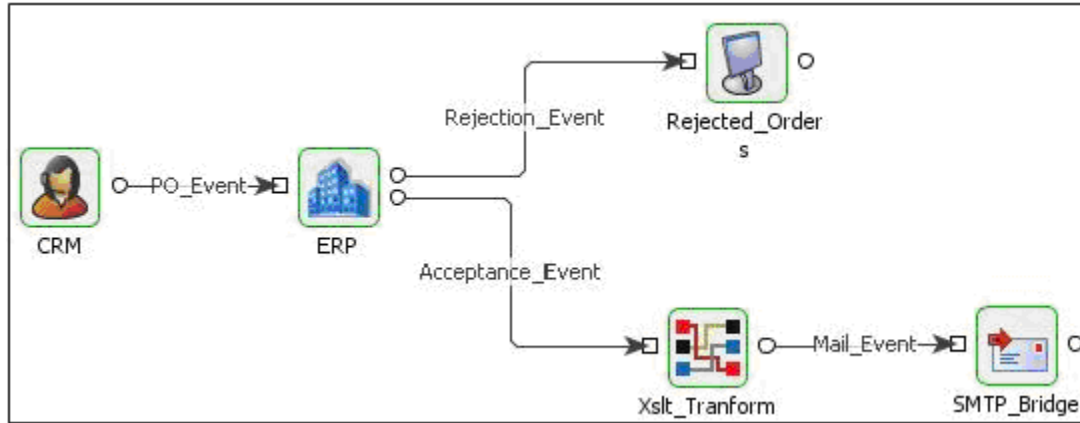 Rejection_Event
Rejected_Order
s
PO_Event
CRM
ERP
Acceptance_Event
Mail_Event
Xslt_Tranform
SMTP_Bridge